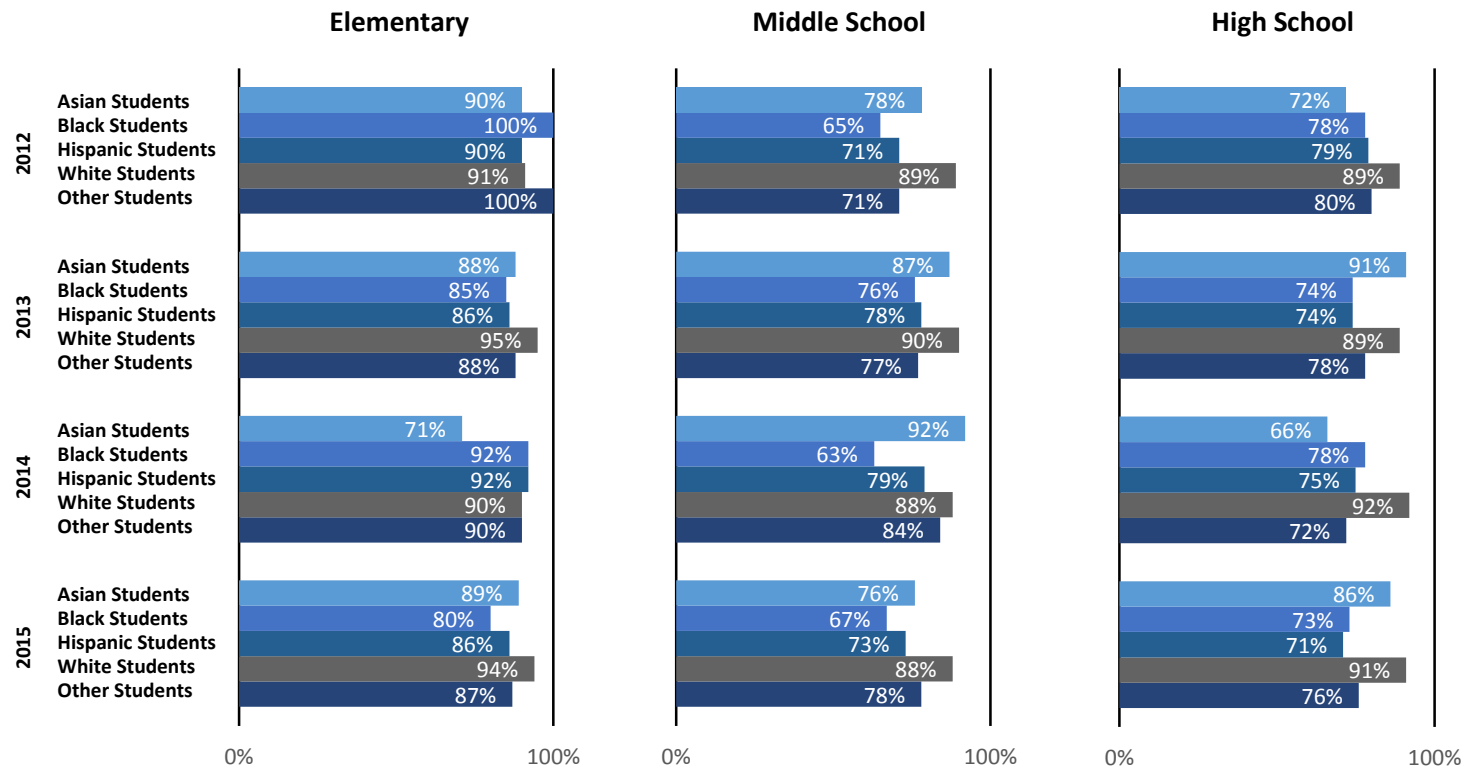 Elementary Middle School High School
2012
Asian Students 90% 78% 72%
Black Students 100% 65% 78%
Hispanic Students 90% 71% 79%
White Students 91% 89% 89%
Other Students 100% 71% 80%
2013
Asian Students 88% 87% 91%
Black Students 85% 76% 74%
Hispanic Students 86% 78% 74%
White Students 95% 90% 89%
Other Students 88% 77% 78%
2014
Asian Students 71% 92% 66%
Black Students 92% 63% 78%
Hispanic Students 92% 79% 75%
White Students 90% 88% 92%
Other Students 90% 84% 72%
2015
Asian Students 89% 76% 86%
Black Students 80% 67% 73%
Hispanic Students 86% 73% 71%
White Students 94% 88% 91%
Other Students 87% 78% 76%
0% 100% 0% 100% 0% 100%